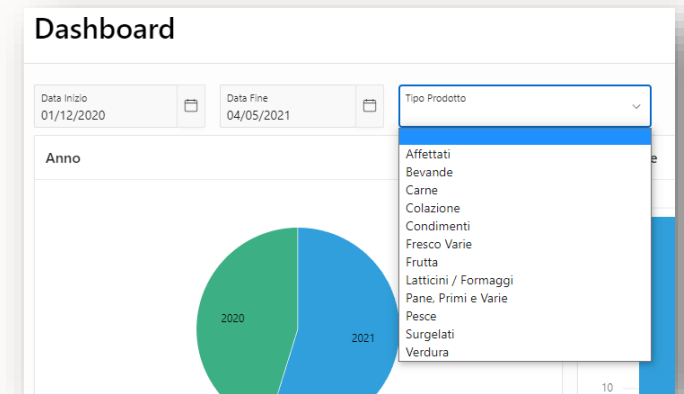 Dashboard
Data Inizio
01/12/2020
Data Fine
04/05/2021
Tipo Prodotto
Anno
e
Affettati
Bevande
Carne
Colazione
Condimenti
Fresco Varie
Frutta
Latticini / Formaggi
Pane, Primi e Varie
Pesce
Surgelati
Verdura
2020
2021
10